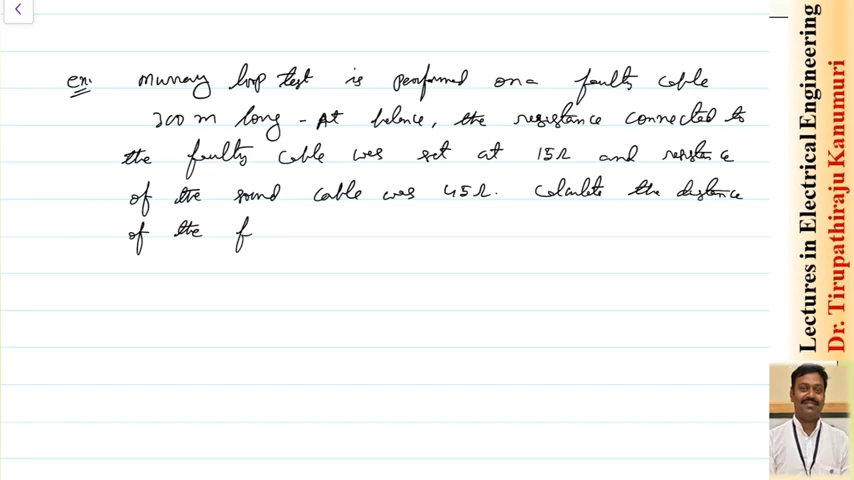 ex: Murray loop test is performed on a faulty cable
300 m long - At balance, the resistance connected to
the faulty cable was set at 15Ω and resistance
of the sound cable was 45Ω. Calculate the distance
of the f
Lectures in Electrical Engineering
Dr. Tirupathiraju Kanumuri